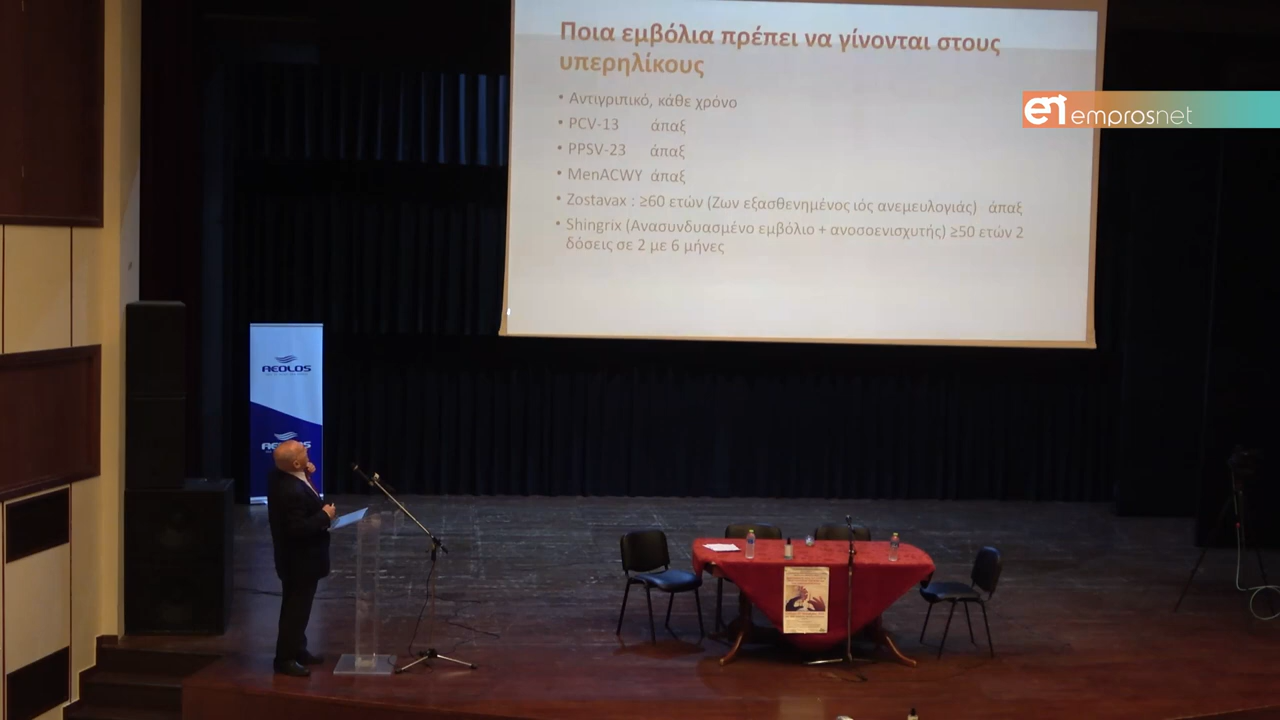 Ποια εμβόλια πρέπει να γίνονται στους
υπερηλίκους
• Αντιγριπικό, κάθε χρόνο
• PCV-13 άπαξ
• PPSV-23 άπαξ
• MenACWY άπαξ
• Zostavax : ≥60 ετών (Ζων εξασθενημένος ιός ανεμευλογιάς) άπαξ
• Shingrix (Ανασυνδυασμένο εμβόλιο + ανοσοενισχυτής) ≥50 ετών 2
δόσεις σε 2 με 6 μήνες
en emprosnet
AEOLOS